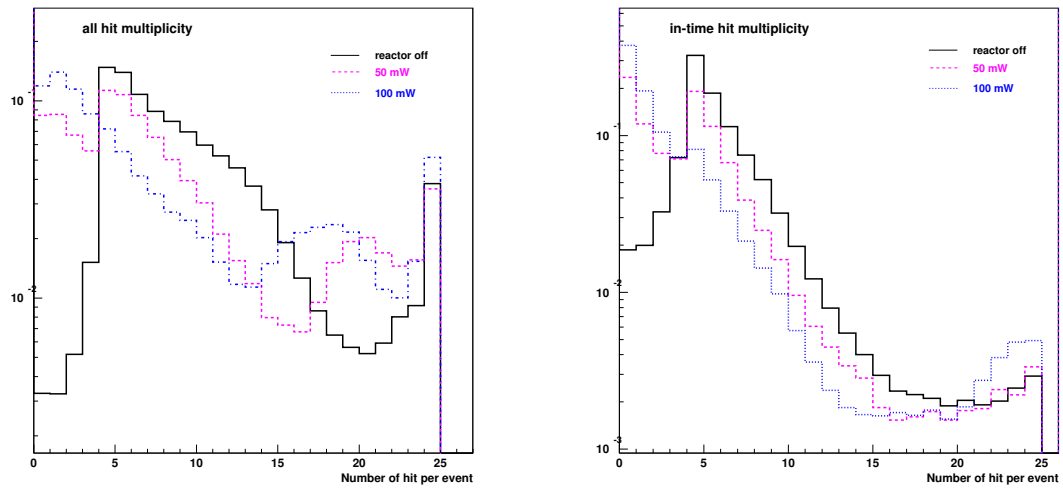 all hit multiplicity
reactor off
50 mW
100 mW
10 -1
10 -2
0 5 10 15 20 25
Number of hit per event
in-time hit multiplicity
reactor off
50 mW
100 mW
10 -1
10 -2
10 -3
0 5 10 15 20 25
Number of hit per event